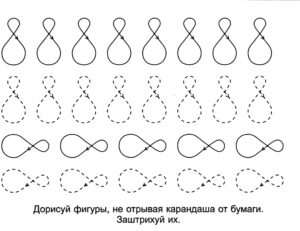 Дорисуй фигуры, не отрывая карандаша от бумаги.
Заштрихуй их.